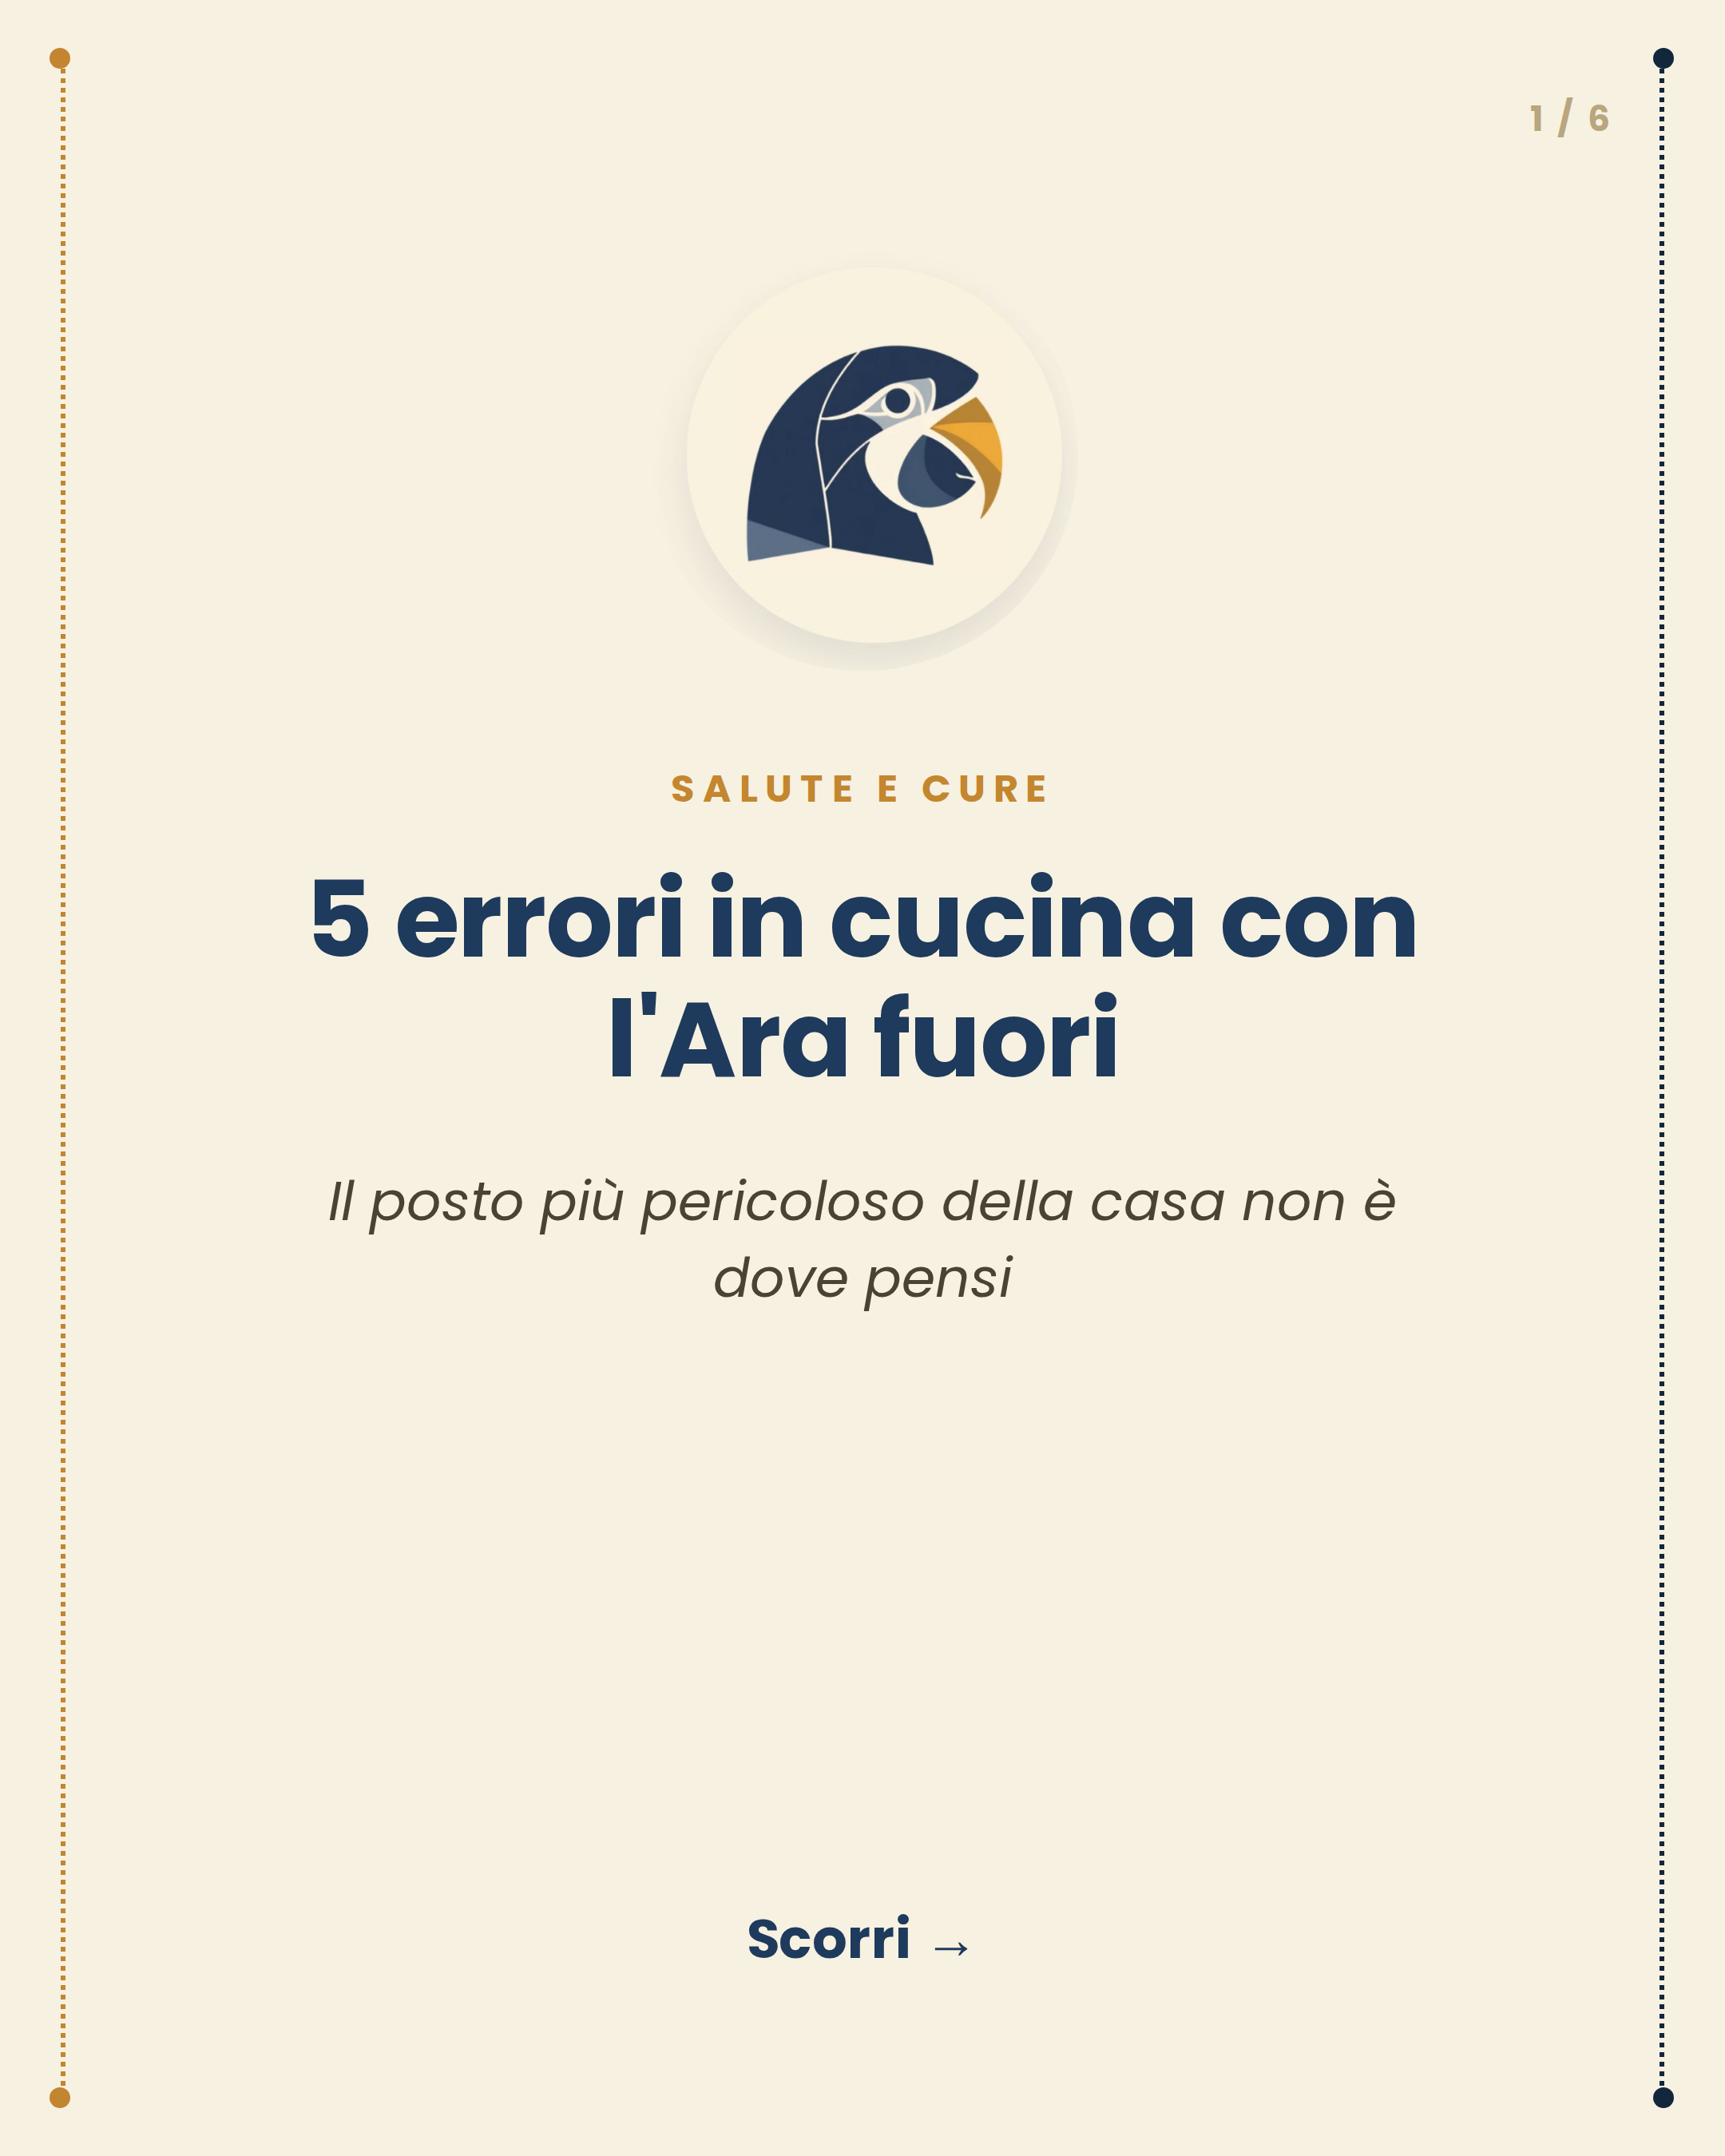 1 / 6
SALUTE E CURE
5 errori in cucina con
l'Ara fuori
Il posto più pericoloso della casa non è
dove pensi
Scorri →